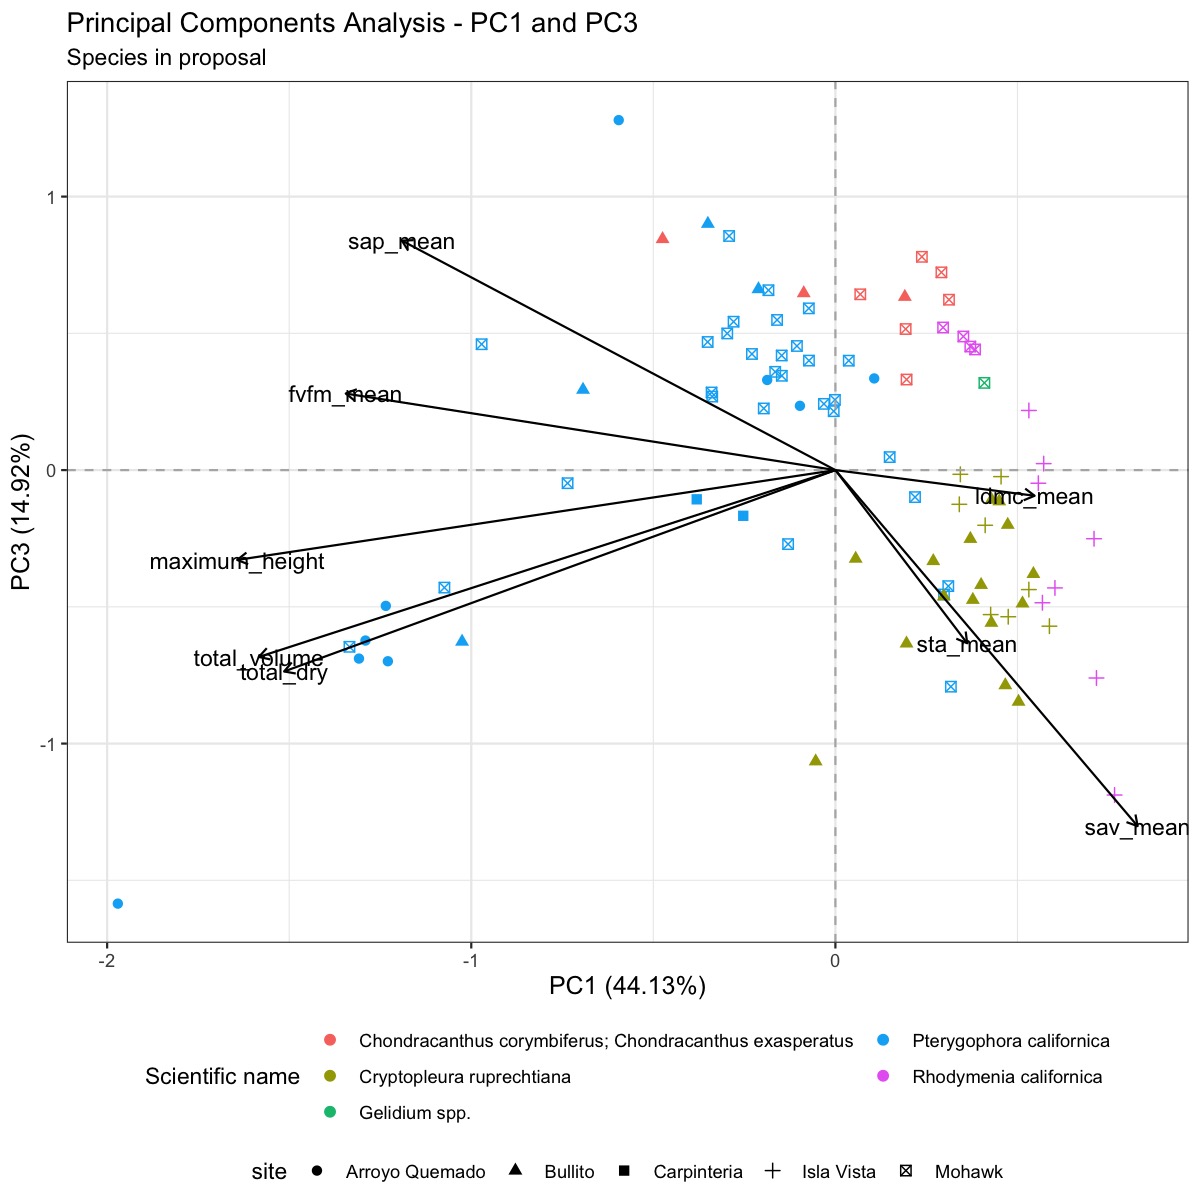 Principal Components Analysis - PC1 and PC3
Species in proposal
sap_mean
fvfm_mean
ldmc_mean
maximum_height
sta_mean
total_volume
total_dry
sav_mean
1
0
-1
PC3 (14.92%)
-2 -1 0
PC1 (44.13%)
Chondracanthus corymbiferus; Chondracanthus exasperatus Pterygophora californica
Scientific name Cryptopleura ruprechtiana Rhodymenia californica
Gelidium spp.
site Arroyo Quemado Bullito Carpinteria Isla Vista Mohawk